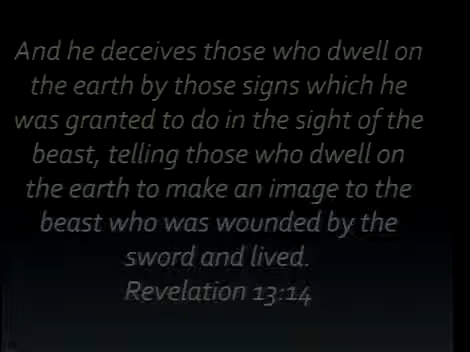 And he deceives those who dwell on
the earth by those signs which he
was granted to do in the sight of the
beast, telling those who dwell on
the earth to make an image to the
beast who was wounded by the
sword and lived.
Revelation 13:14